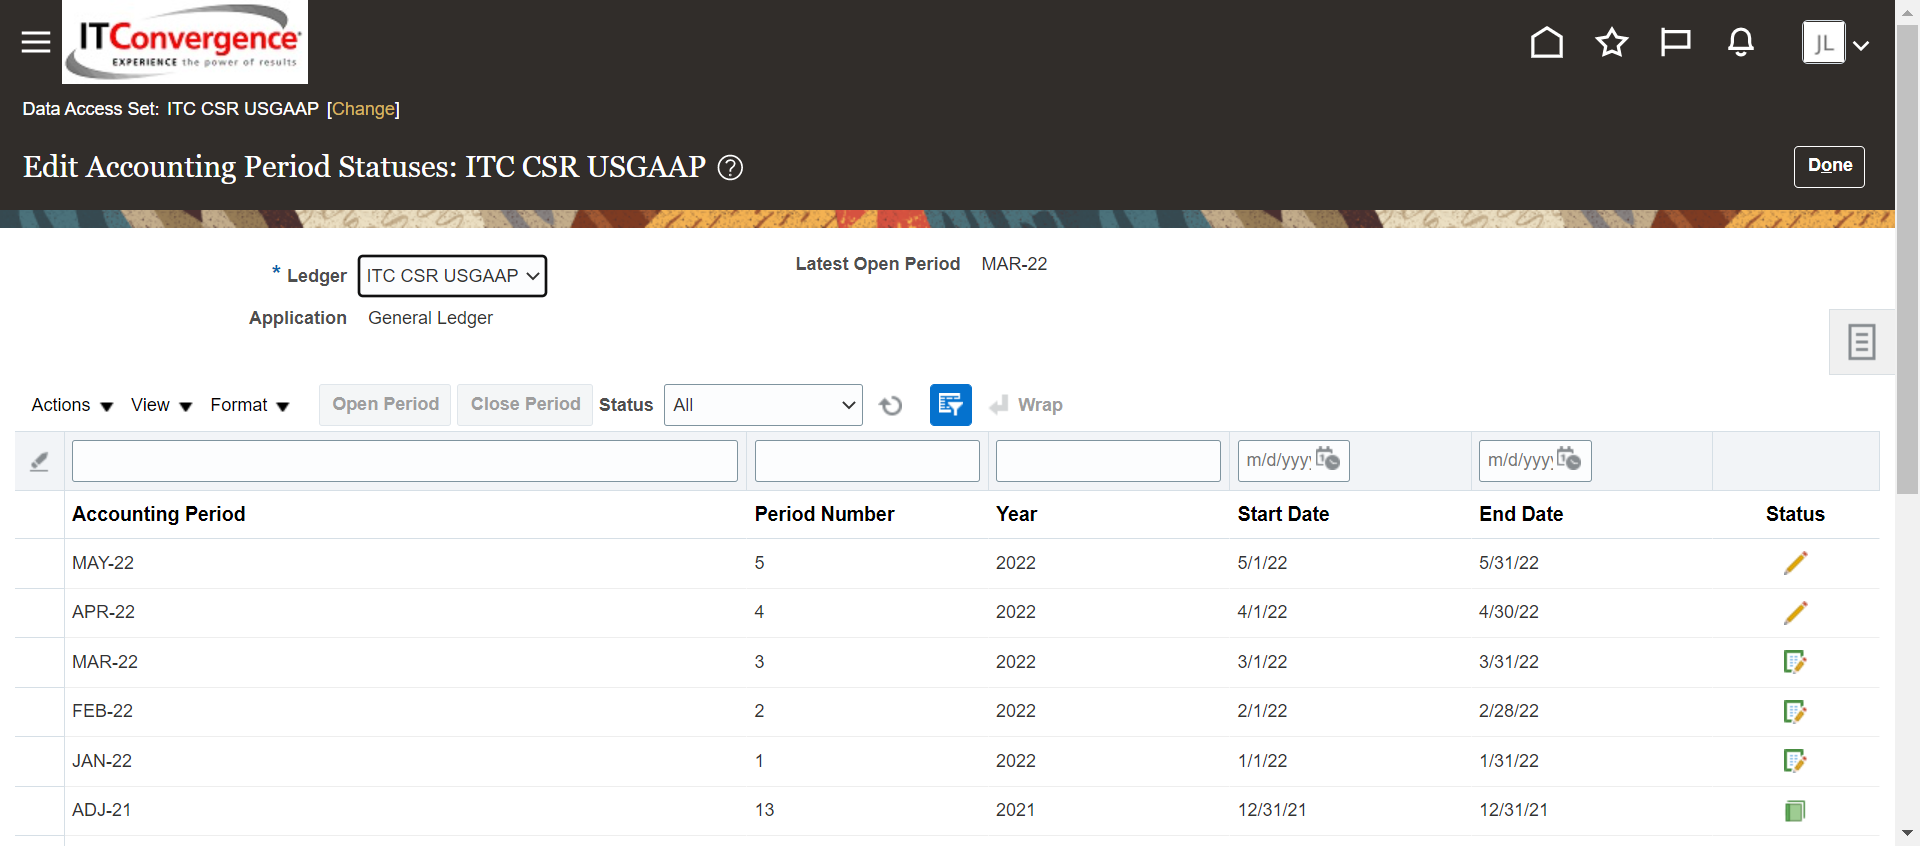 ITConvergence
EXPERIENCE the power of results
JL
Data Access Set: ITC CSR USGAAP [Change]
Edit Accounting Period Statuses: ITC CSR USGAAP ?
Done
* Ledger ITC CSR USGAAP
Latest Open Period MAR-22
Application General Ledger
Actions View Format Open Period Close Period Status All Wrap
m/d/yyyy m/d/yyyy
Accounting Period Period Number Year Start Date End Date Status
MAY-22 5 2022 5/1/22 5/31/22
APR-22 4 2022 4/1/22 4/30/22
MAR-22 3 2022 3/1/22 3/31/22
FEB-22 2 2022 2/1/22 2/28/22
JAN-22 1 2022 1/1/22 1/31/22
ADJ-21 13 2021 12/31/21 12/31/21